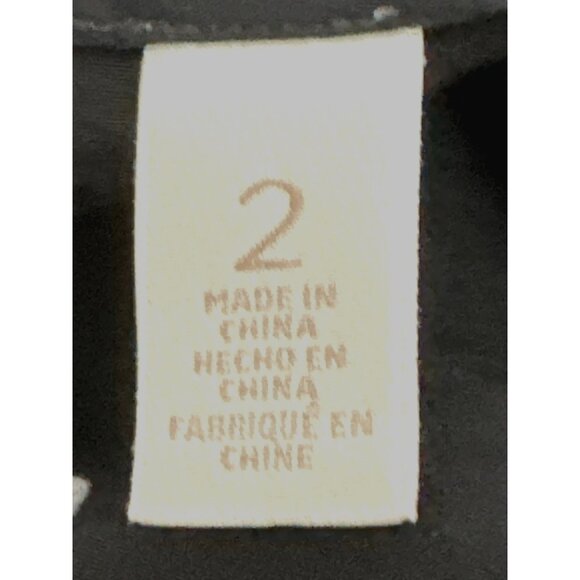 2
MADE IN
CHINA
HECHO EN
CHINA
FABRIQUÉ EN
CHINE